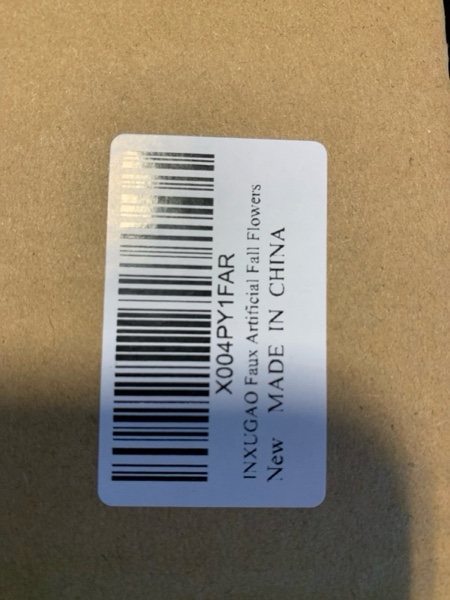 X004PY1FAR
INXUGAO Faux Artificial Fall Flowers
New MADE IN CHINA